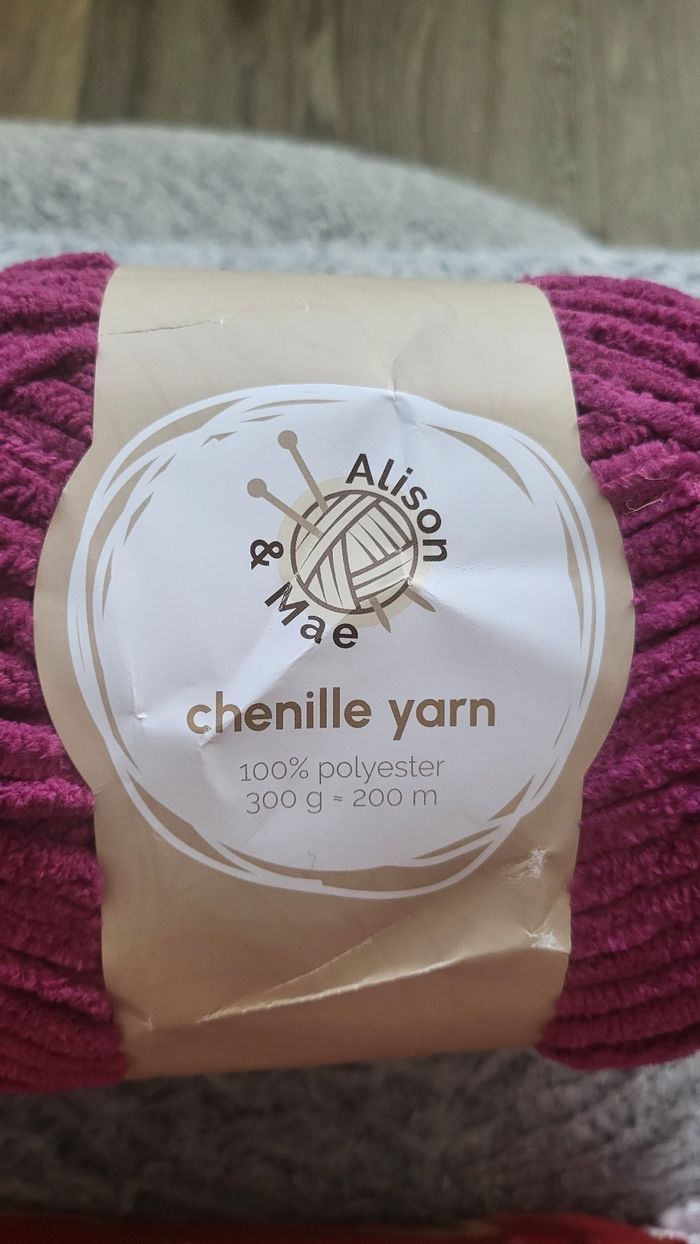 Alison
& Mae
chenille yarn
100% polyester
300 g ≈ 200 m